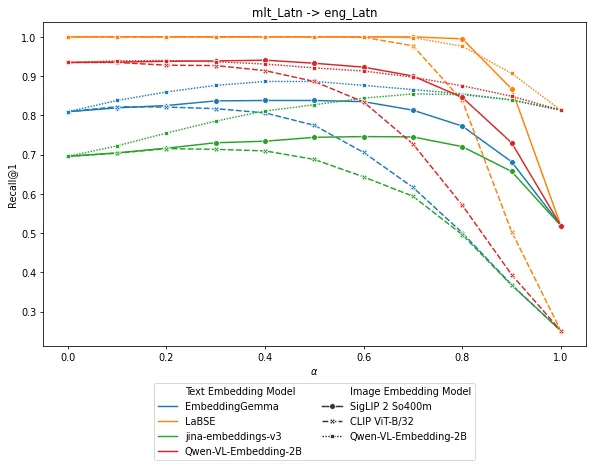 mlt_Latn -> eng_Latn
Recall@1
1.0
0.9
0.8
0.7
0.6
0.5
0.4
0.3
0.0 0.2 0.4 0.6 0.8 1.0
α
Text Embedding Model Image Embedding Model
EmbeddingGemma SigLIP 2 So400m
LaBSE CLIP ViT-B/32
jina-embeddings-v3 Qwen-VL-Embedding-2B
Qwen-VL-Embedding-2B